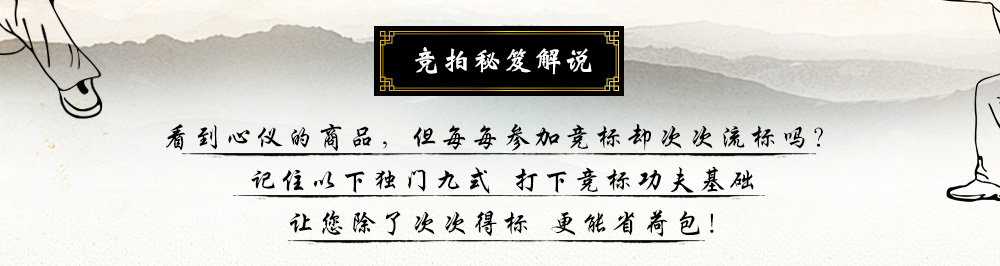 竞拍秘笈解说
看到心仪的商品，但每每参加竞标却次次流标吗?
记住以下独门九式 打下竞标功夫基础
让您除了次次得标 更能省荷包!